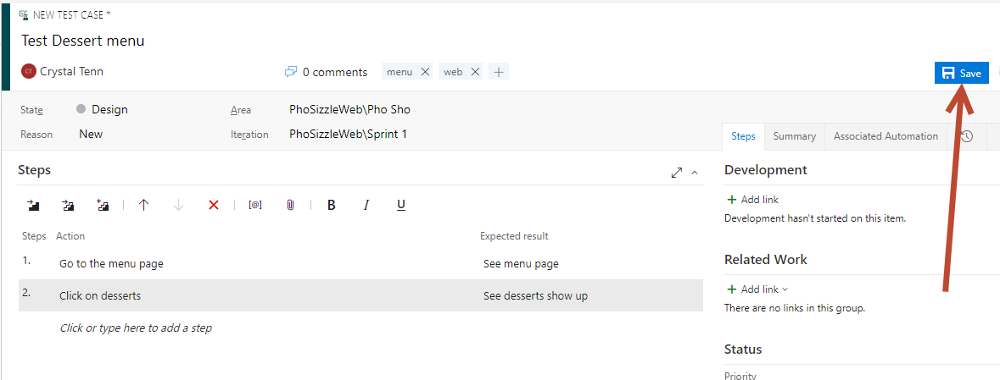 NEW TEST CASE *
Test Dessert menu
CT Crystal Tenn 0 comments menu web
Save
State Design Area PhoSizzleWeb\Pho Sho
Reason New Iteration PhoSizzleWeb\Sprint 1
Steps Summary Associated Automation
Steps
Development
[@] B I U
Add link
Development hasn't started on this item.
Steps Action Expected result
1. Go to the menu page See menu page
2. Click on desserts See desserts show up
Click or type here to add a step
Related Work
Add link
There are no links in this group.
Status
Priority